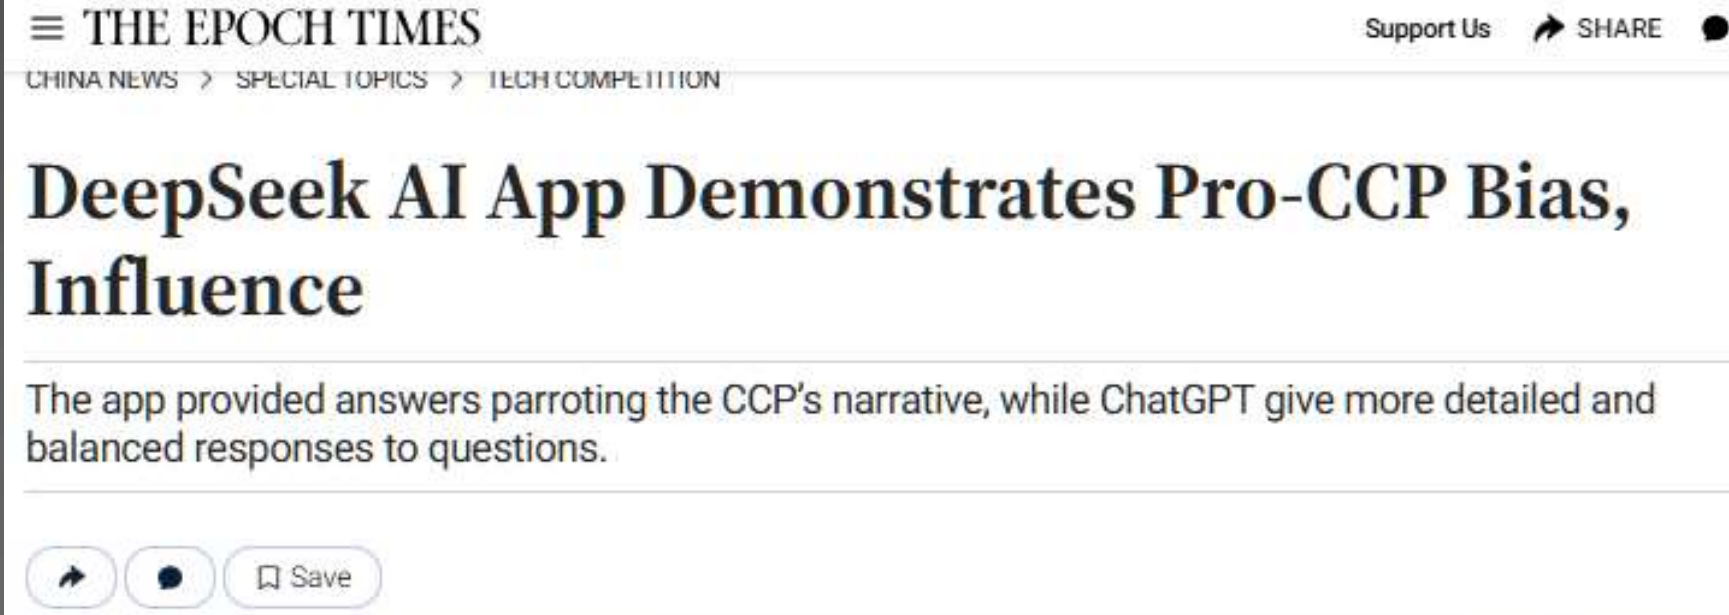 THE EPOCH TIMES Support Us SHARE
CHINA NEWS > SPECIAL TOPICS > TECH COMPETITION
DeepSeek AI App Demonstrates Pro-CCP Bias,
Influence
The app provided answers parroting the CCP's narrative, while ChatGPT give more detailed and
balanced responses to questions.
Save